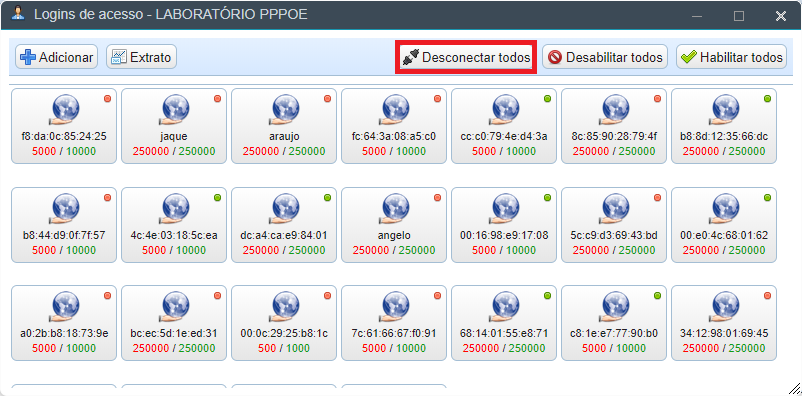 Logins de acesso - LABORATÓRIO PPPOE
Adicionar Extrato Desconectar todos Desabilitar todos Habilitar todos
f8:da:0c:85:24:25 jaque araujo fc:64:3a:08:a5:c0 cc:c0:79:4e:d4:3a 8c:85:90:28:79:4f b8:8d:12:35:66:dc
5000 / 10000 250000 / 250000 250000 / 250000 5000 / 10000 5000 / 10000 250000 / 250000 250000 / 250000
b8:44:d9:0f:7f:57 4c:4e:03:18:5c:ea dc:a4:ca:e9:84:01 angelo 00:16:98:e9:17:08 5c:c9:d3:69:43:bd 00:e0:4c:68:01:62
5000 / 10000 5000 / 10000 250000 / 250000 250000 / 250000 5000 / 10000 250000 / 250000 250000 / 250000
a0:2b:b8:18:73:9e bc:ec:5d:1e:ed:31 00:0c:29:25:b8:1c 7c:61:66:67:f0:91 68:14:01:55:e8:71 c8:1e:e7:77:90:b0 34:12:98:01:69:45
5000 / 10000 250000 / 250000 500 / 1000 5000 / 10000 250000 / 250000 5000 / 10000 250000 / 250000